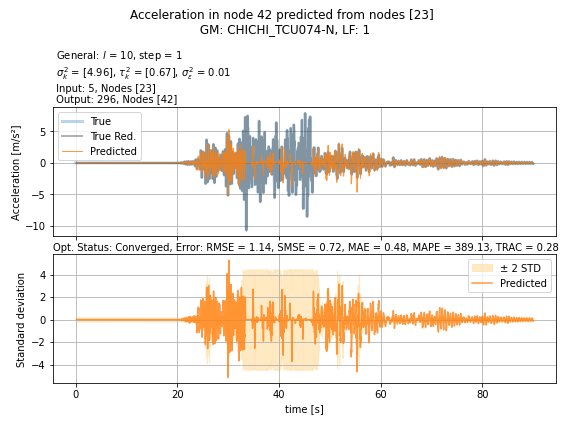 Acceleration in node 42 predicted from nodes [23]
GM: CHICHI_TCU074-N, LF: 1
General: l = 10, step = 1
σ²ₖ = [4.96], τ²ₖ = [0.67], σ²ε = 0.01
Input: 5, Nodes [23]
Output: 296, Nodes [42]
Acceleration [m/s²]
5
0
−5
−10
True
True Red.
Predicted
Opt. Status: Converged, Error: RMSE = 1.14, SMSE = 0.72, MAE = 0.48, MAPE = 389.13, TRAC = 0.28
Standard deviation
4
2
0
−2
−4
± 2 STD
Predicted
0 20 40 60 80
time [s]